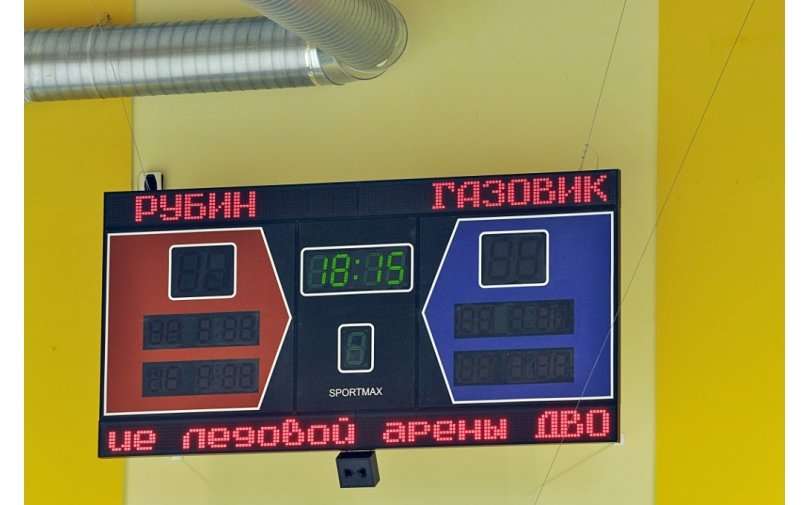 РУБИН ГАЗОВИК
18:15
SPORTMAX
ие ледовой арены ДВО